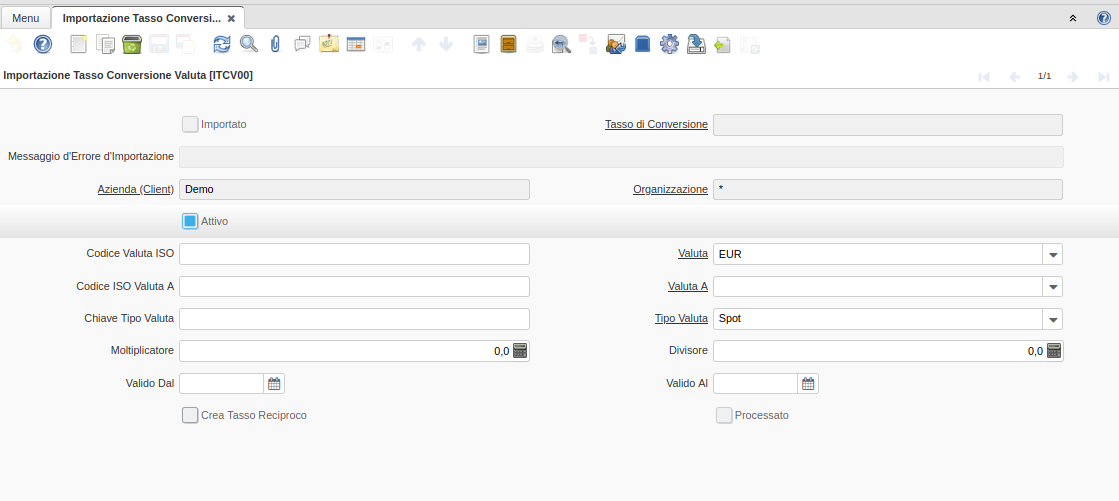 Menu
Importazione Tasso Conversi...
Importazione Tasso Conversione Valuta [ITCV00]
1/1
Importato
Tasso di Conversione
Messaggio d'Errore d'Importazione
Azienda (Client) Demo
Organizzazione *
Attivo
Codice Valuta ISO
Valuta EUR
Codice ISO Valuta A
Valuta A
Chiave Tipo Valuta
Tipo Valuta Spot
Moltiplicatore 0,0
Divisore 0,0
Valido Dal
Valido Al
Crea Tasso Reciproco
Processato